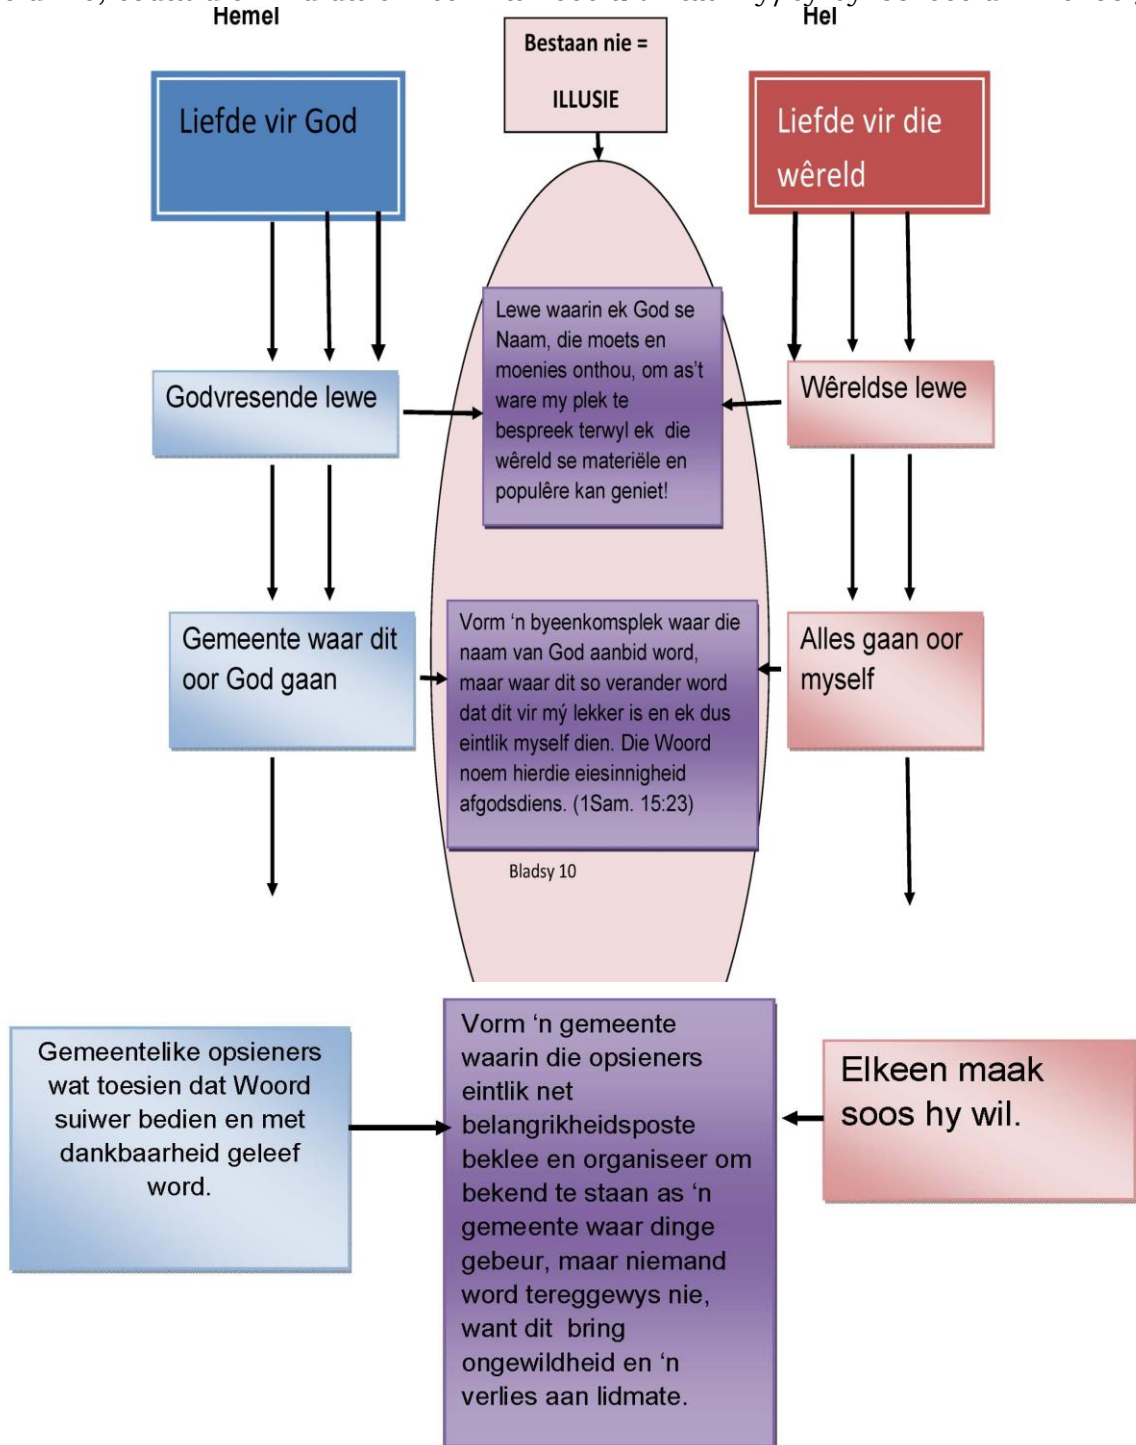 Hemel
Hel
Bestaan nie =
ILLUSIE
Liefde vir God
Liefde vir die
wêreld
Lewe waarin ek God se
Naam, die moets en
moenies onthou, om as’t
ware my plek te
bespreek terwyl ek die
wêreld se materiële en
populêre kan geniet!
Godvresende lewe
Wêreldse lewe
Gemeente waar dit
oor God gaan
Vorm ‘n byeenkomsplek waar die
naam van God aanbid word,
maar waar dit so verander word
dat dit vir mý lekker is en ek dus
eintlik myself dien. Die Woord
noem hierdie eiesinnigheid
afgodsdiens. (1Sam. 15:23)
Alles gaan oor
myself
Bladsy 10
Gemeentelike opsieners
wat toesien dat Woord
suiwer bedien en met
dankbaarheid geleef
word.
Vorm ‘n gemeente
waarin die opsieners
eintlik net
belangrikheidsposte
beklee en organiseer om
bekend te staan as ‘n
gemeente waar dinge
gebeur, maar niemand
word tereggewys nie,
want dit bring
ongewildheid en ‘n
verlies aan lidmate.
Elkeen maak
soos hy wil.